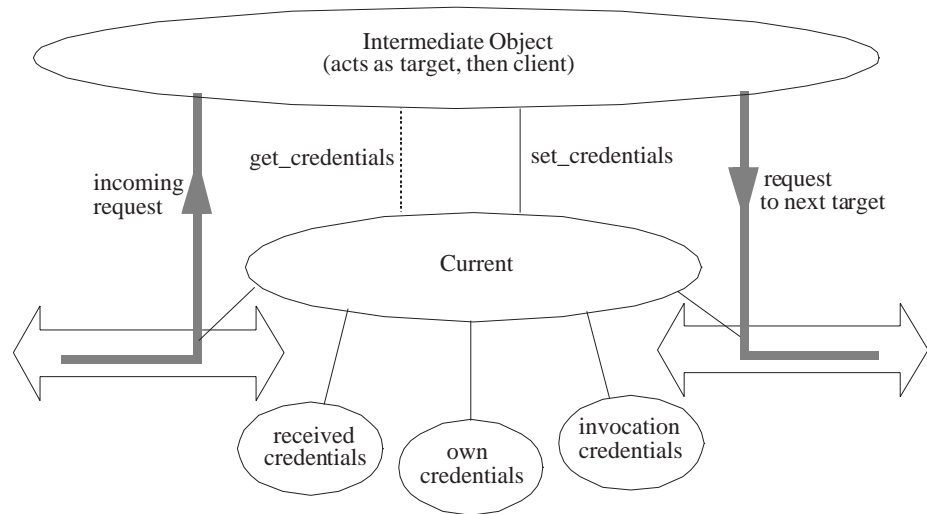 Intermediate Object
(acts as target, then client)
get_credentials
set_credentials
incoming
request
request
to next target
Current
received
credentials
own
credentials
invocation
credentials